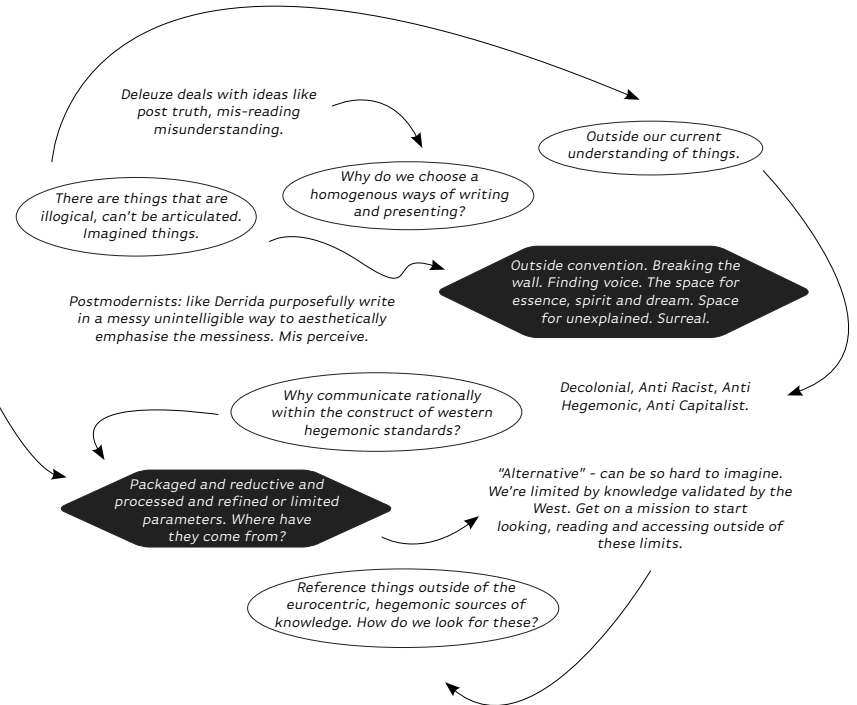 Deleuze deals with ideas like
post truth, mis-reading
misunderstanding.
Outside our current
understanding of things.
Why do we choose a
homogenous ways of writing
and presenting?
There are things that are
illogical, can't be articulated.
Imagined things.
Outside convention. Breaking the
wall. Finding voice. The space for
essence, spirit and dream. Space
for unexplained. Surreal.
Postmodernists: like Derrida purposefully write
in a messy unintelligible way to aesthetically
emphasise the messiness. Mis perceive.
Why communicate rationally
within the construct of western
hegemonic standards?
Decolonial, Anti Racist, Anti
Hegemonic, Anti Capitalist.
Packaged and reductive and
processed and refined or limited
parameters. Where have
they come from?
“Alternative” - can be so hard to imagine.
We're limited by knowledge validated by the
West. Get on a mission to start
looking, reading and accessing outside of
these limits.
Reference things outside of the
eurocentric, hegemonic sources of
knowledge. How do we look for these?